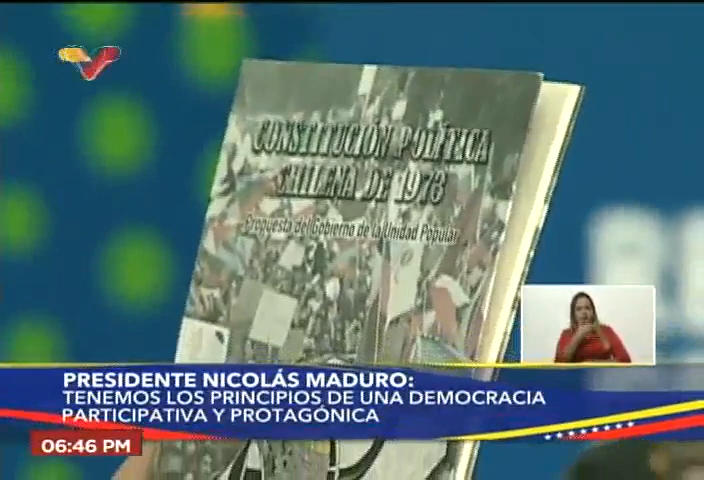 CONSTITUCIÓN POLÍTICA
CHILENA DE 1973
Propuesta del Gobierno de la Unidad Popular
PRESIDENTE NICOLÁS MADURO:
TENEMOS LOS PRINCIPIOS DE UNA DEMOCRACIA
PARTICIPATIVA Y PROTAGÓNICA
06:46 PM